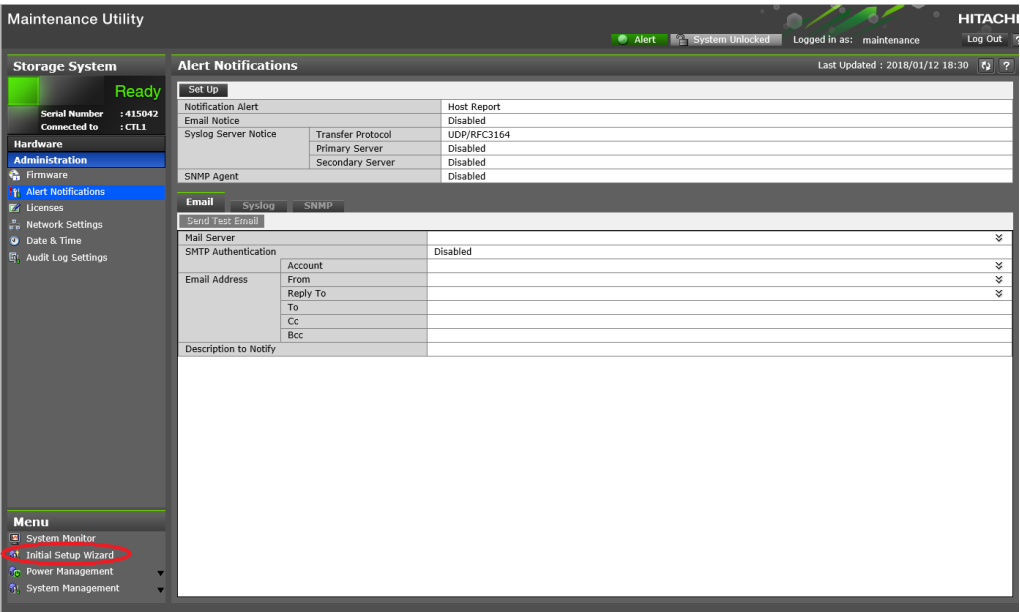 Maintenance Utility
HITACHI
Alert System Unlocked Logged in as: maintenance Log Out ?
Storage System
Ready
Serial Number : 415042
Connected to : CTL1
Hardware
Administration
Firmware
Alert Notifications
Licenses
Network Settings
Date & Time
Audit Log Settings
Menu
System Monitor
Initial Setup Wizard
Power Management
System Management
Alert Notifications Last Updated : 2018/01/12 18:30 ?
Set Up
Notification Alert Host Report
Email Notice Disabled
Syslog Server Notice Transfer Protocol UDP/RFC3164
Primary Server Disabled
Secondary Server Disabled
SNMP Agent Disabled
Email Syslog SNMP
Send Test Email
Mail Server
SMTP Authentication Disabled
Account
Email Address From
Reply To
To
Cc
Bcc
Description to Notify